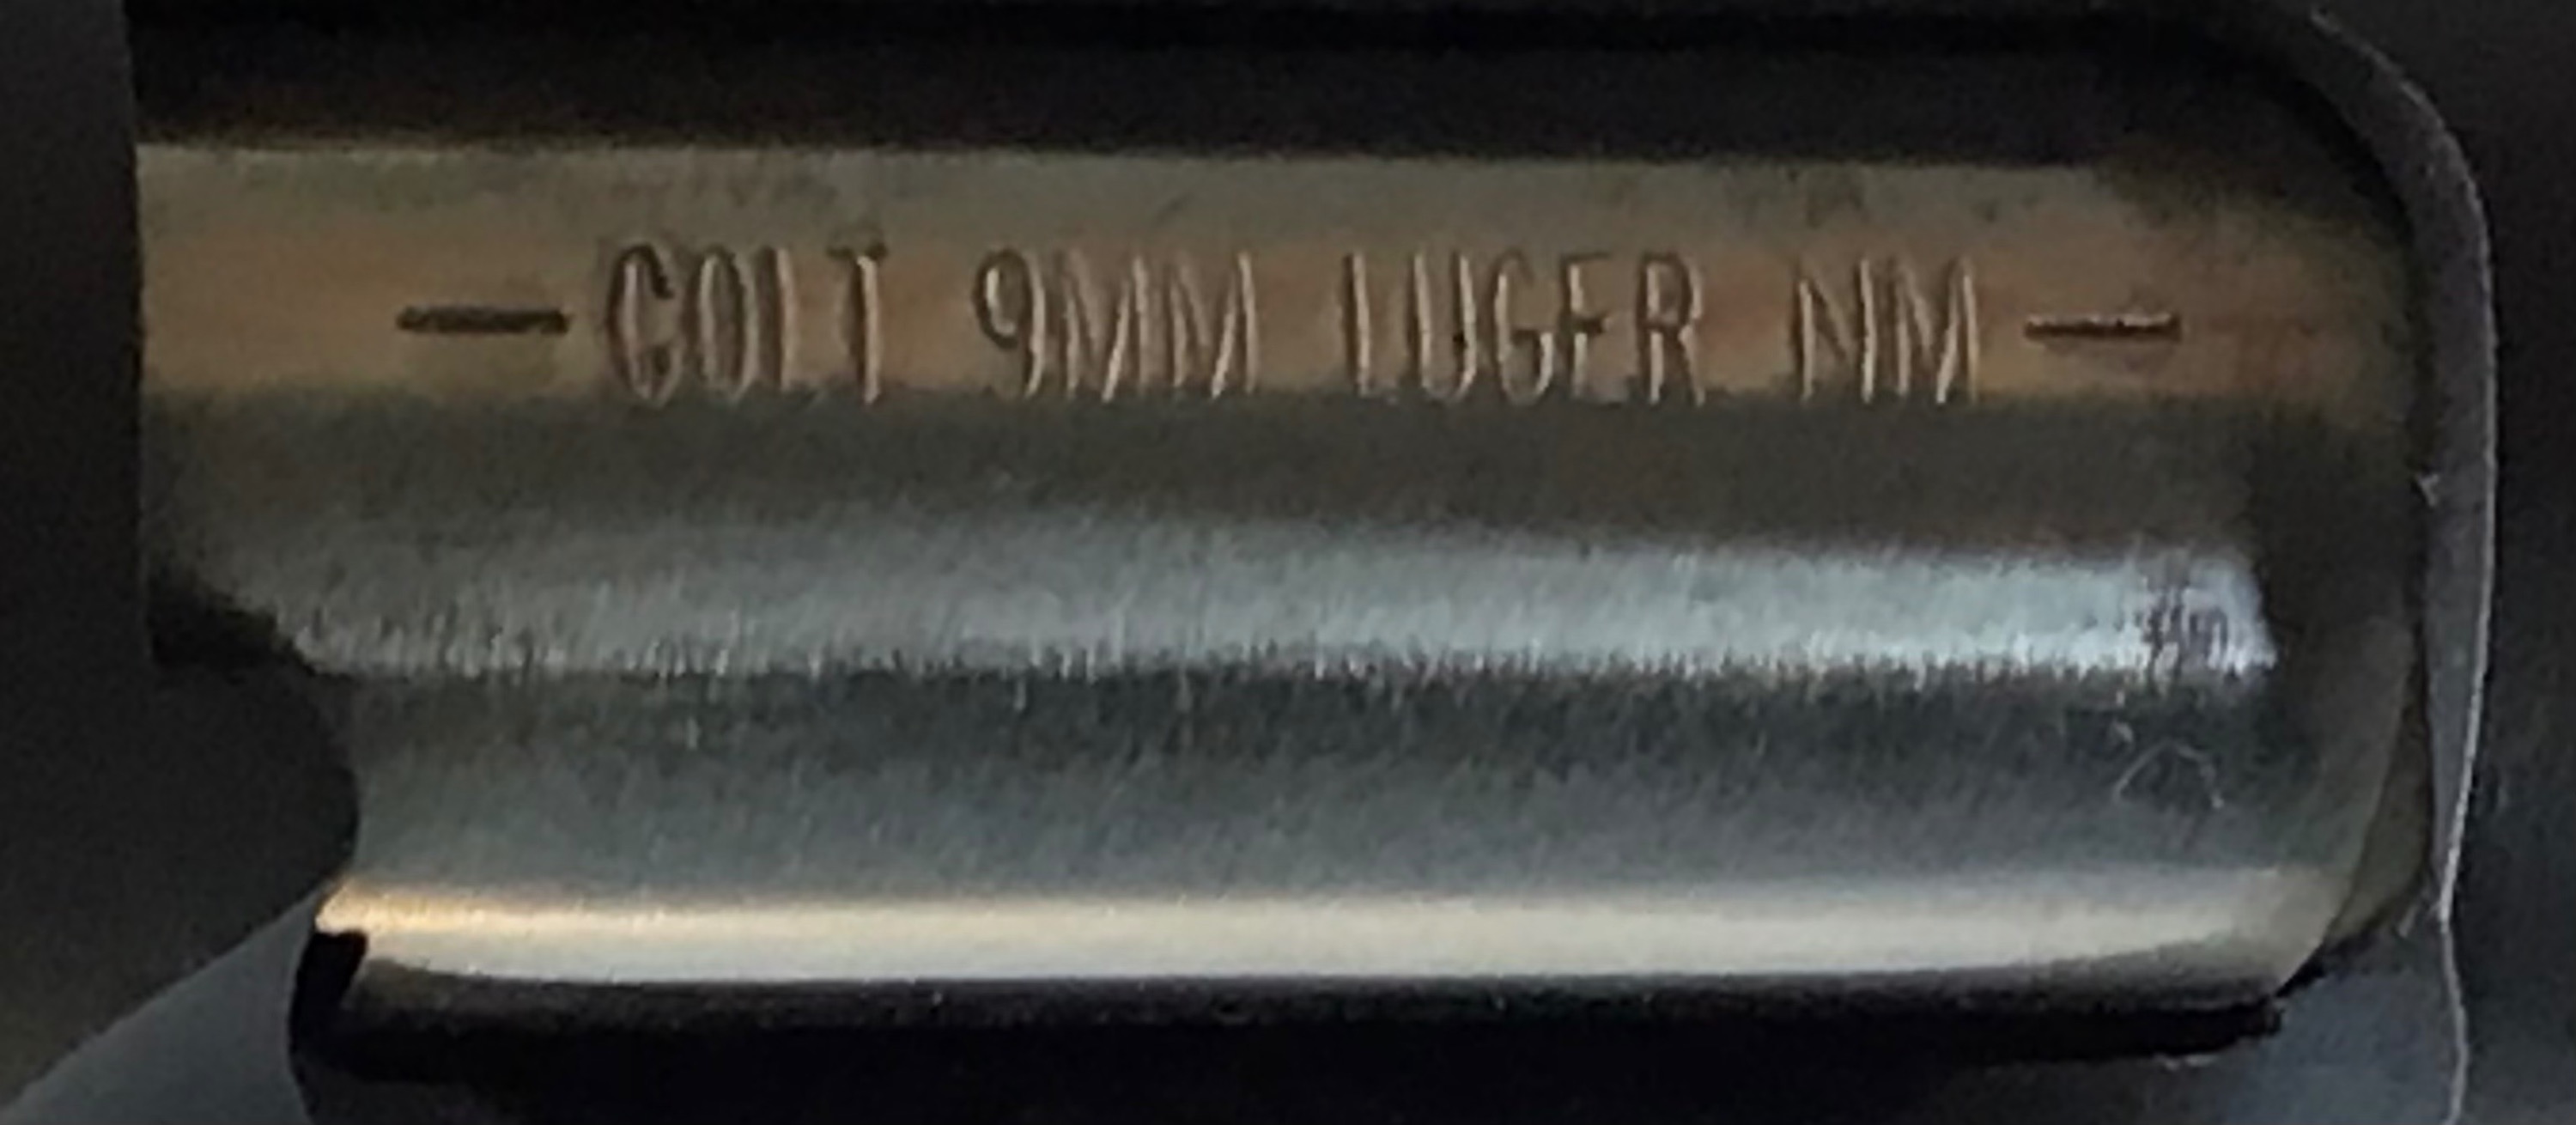 — COLT 9MM LUGER NM —